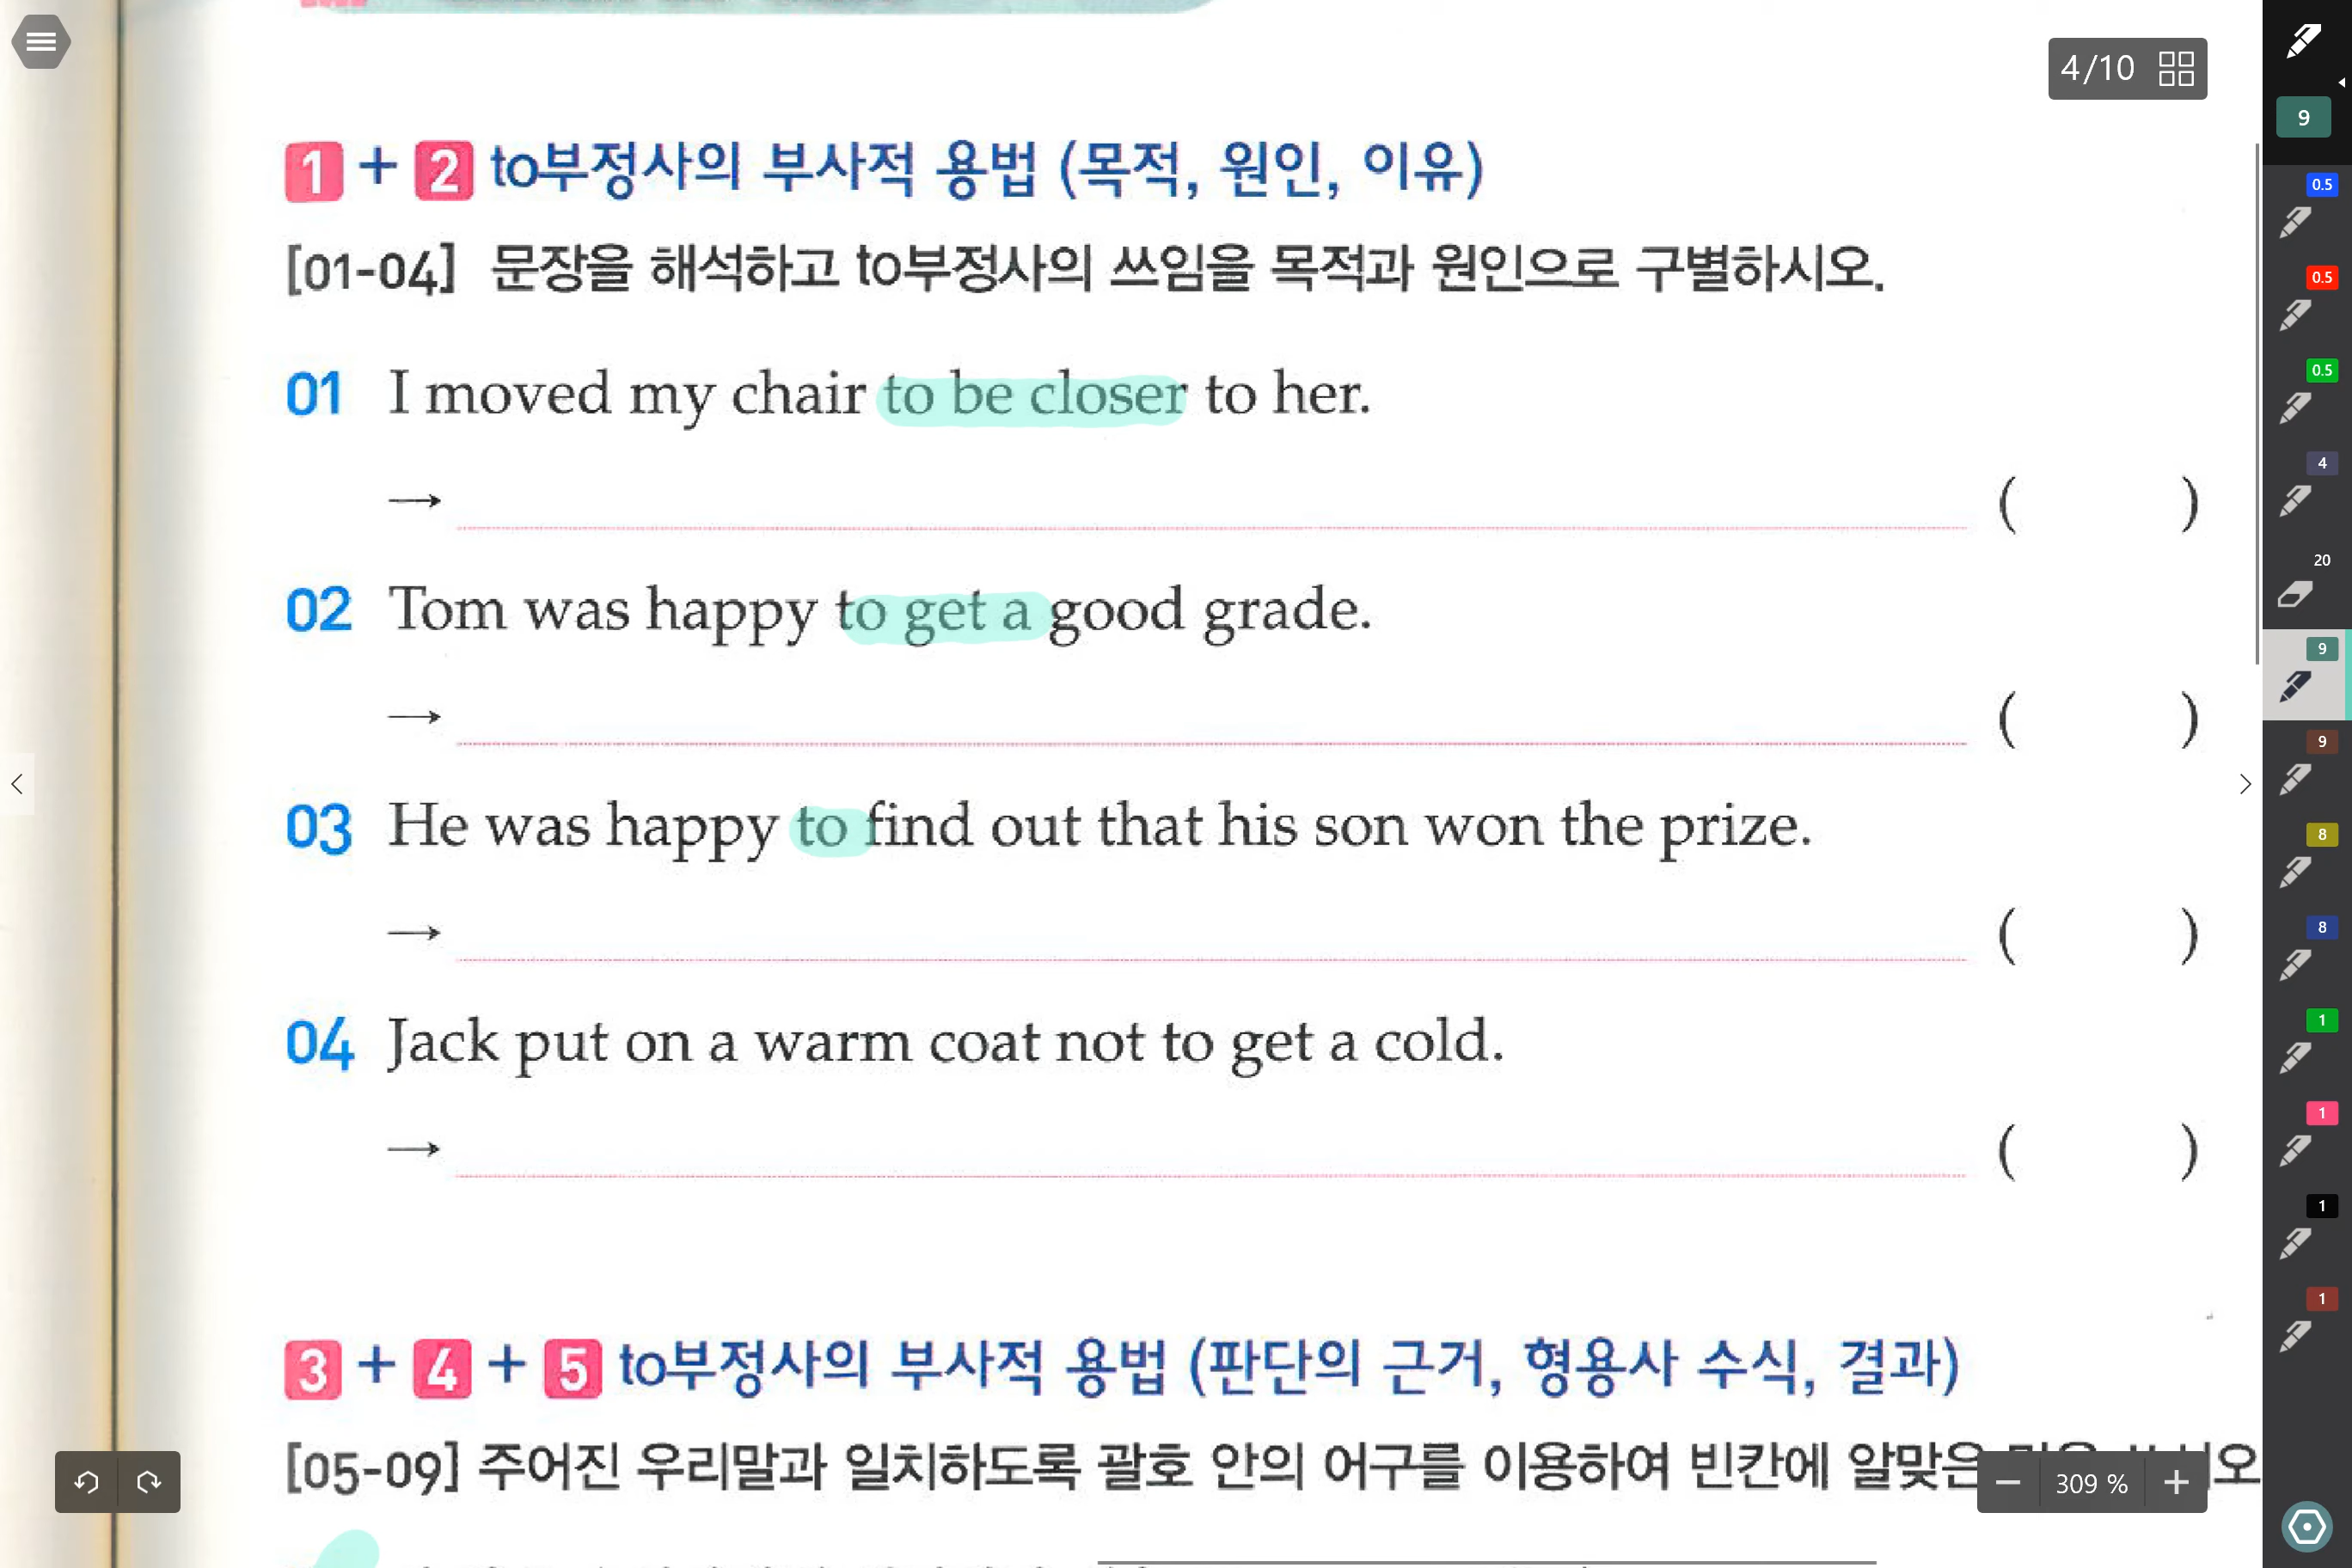 4/10
1 + 2 to부정사의 부사적 용법 (목적, 원인, 이유)
[01-04] 문장을 해석하고 to부정사의 쓰임을 목적과 원인으로 구별하시오.
01 I moved my chair to be closer to her.
→ ( )
02 Tom was happy to get a good grade.
→ ( )
03 He was happy to find out that his son won the prize.
→ ( )
04 Jack put on a warm coat not to get a cold.
→ ( )
3 + 4 + 5 to부정사의 부사적 용법 (판단의 근거, 형용사 수식, 결과)
[05-09] 주어진 우리말과 일치하도록 괄호 안의 어구를 이용하여 빈칸에 알맞은
309 %
9
0.5
0.5
0.5
4
20
9
9
8
8
1
1
1
1